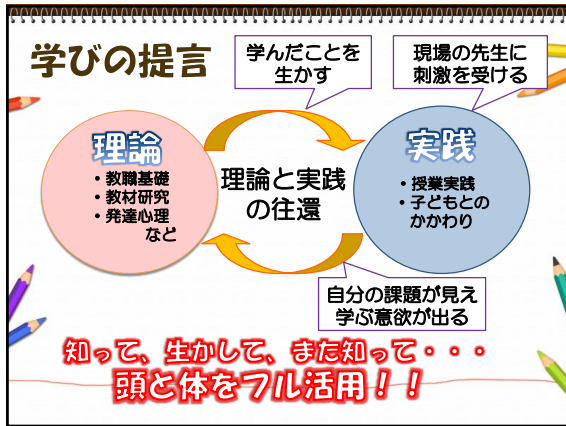 学びの提言
学んだことを
生かす
現場の先生に
刺激を受ける
理論
・教職基礎
・教材研究
・発達心理
など
理論と実践
の往還
実践
・授業実践
・子どもとの
かかわり
自分の課題が見え
学ぶ意欲が出る
知って、生かして、また知って・・・
頭と体をフル活用！！